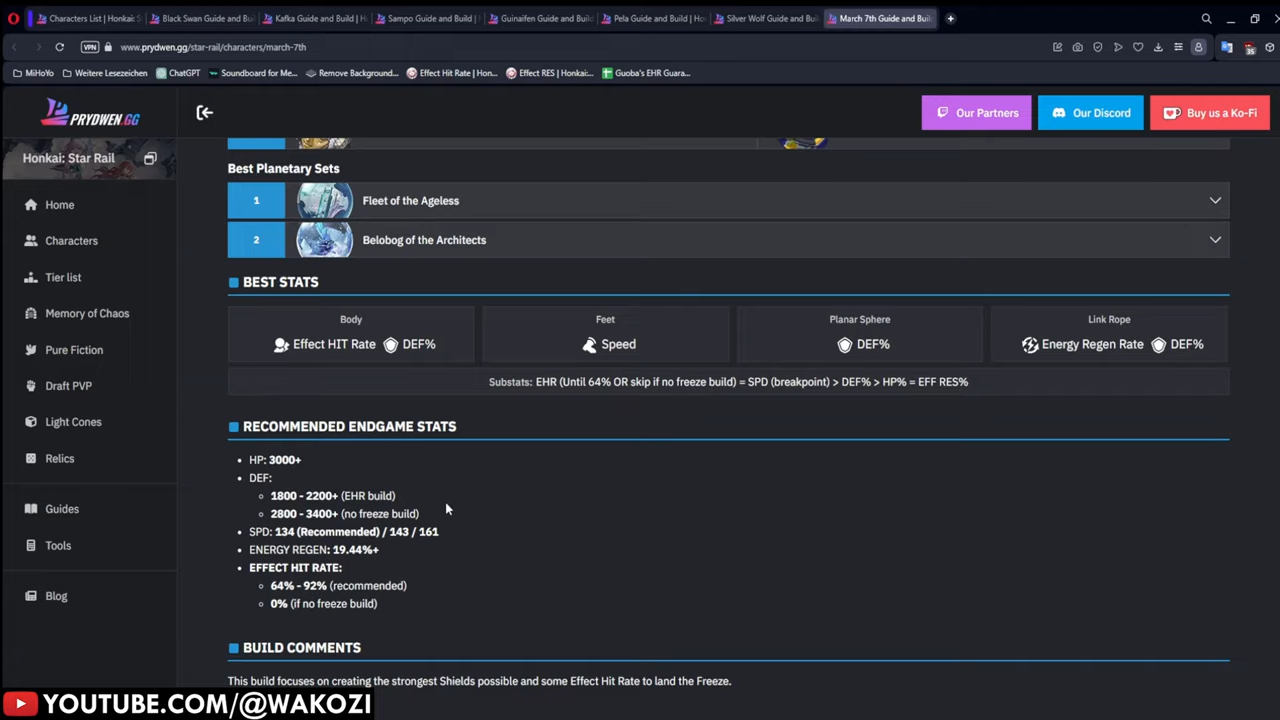 Characters List | Honkai: S
Black Swan Guide and Bu
Kafka Guide and Build | H
Sampo Guide and Build |
Guinaifen Guide and Build
Pela Guide and Build | Ho
Silver Wolf Guide and Bui
March 7th Guide and Buil
VPN
www.prydwen.gg/star-rail/characters/march-7th
35
MiHoYo
Weitere Lesezeichen
ChatGPT
Soundboard for Me...
Remove Background...
Effect Hit Rate | Hon...
Effect RES | Honkai:...
Guoba's EHR Guara...
PRYDWEN.GG
Our Partners
Our Discord
Buy us a Ko-Fi
Honkai: Star Rail
Home
Characters
Tier list
Memory of Chaos
Pure Fiction
Draft PVP
Light Cones
Relics
Guides
Tools
Blog
Best Planetary Sets
1 Fleet of the Ageless
2 Belobog of the Architects
BEST STATS
Body
Effect HIT Rate DEF%
Feet
Speed
Planar Sphere
DEF%
Link Rope
Energy Regen Rate DEF%
Substats: EHR (Until 64% OR skip if no freeze build) = SPD (breakpoint) > DEF% > HP% = EFF RES%
RECOMMENDED ENDGAME STATS
HP: 3000+
DEF:
1800 - 2200+ (EHR build)
2800 - 3400+ (no freeze build)
SPD: 134 (Recommended) / 143 / 161
ENERGY REGEN: 19.44%+
EFFECT HIT RATE:
64% - 92% (recommended)
0% (if no freeze build)
BUILD COMMENTS
This build focuses on creating the strongest Shields possible and some Effect Hit Rate to land the Freeze.
YOUTUBE.COM/@WAKOZI